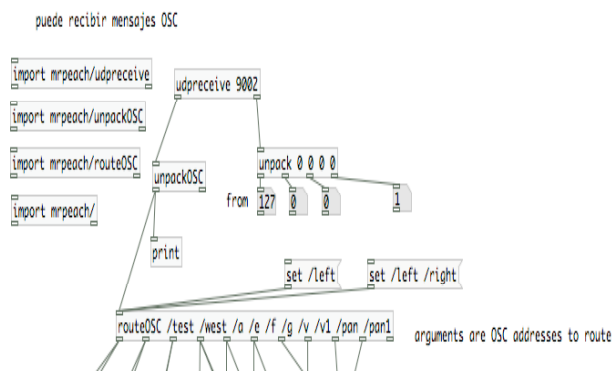 puede recibir mensajes OSC
import mrpeach/udpreceive
udpreceive 9002
import mrpeach/unpackOSC
import mrpeach/routeOSC
unpackOSC
unpack 0 0 0 0
import mrpeach/
from 127 0 0 1
print
set /left
set /left /right
routeOSC /test /west /a /e /f /g /v /v1 /pan /pan1
arguments are OSC addresses to route